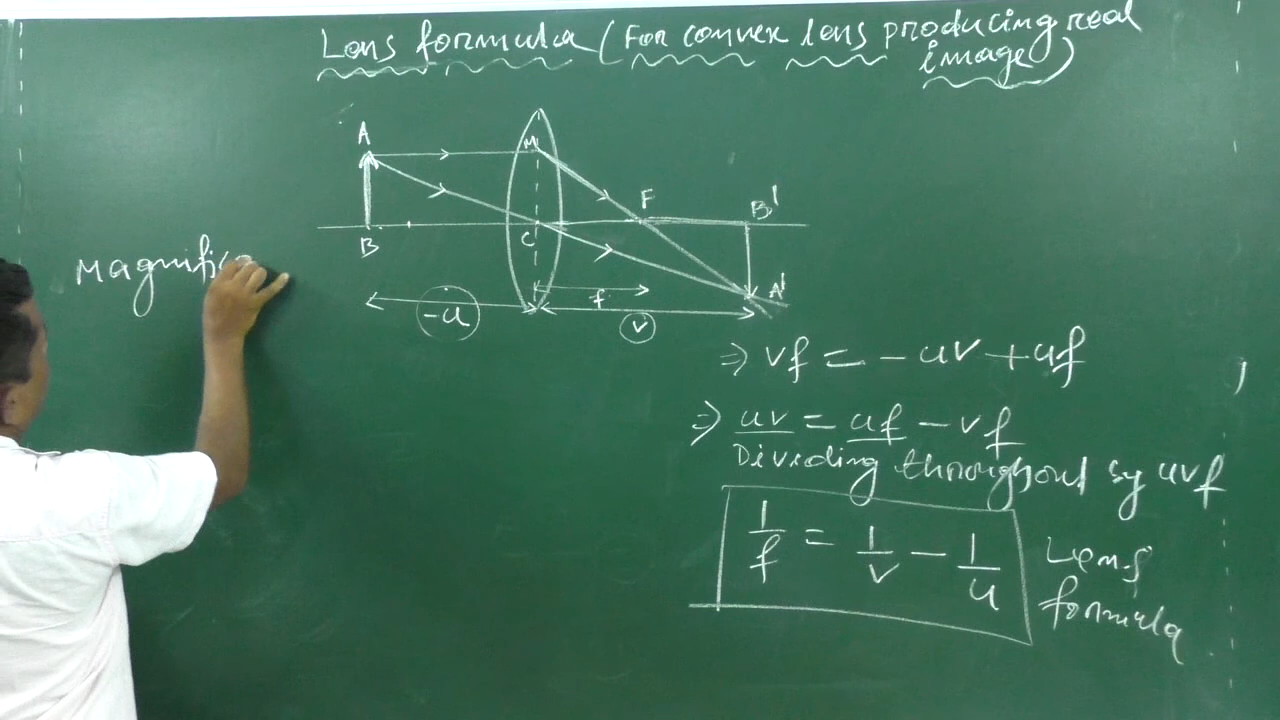 Lens formula (For convex lens producing real
image)
A
M
F
B'
B
C
A'
f
-u
v
Magnifica
⇒ vf = - uv + uf
⇒ uv = uf - vf
Dividing throughout by uvf
1/f = 1/v - 1/u
Lens
formula